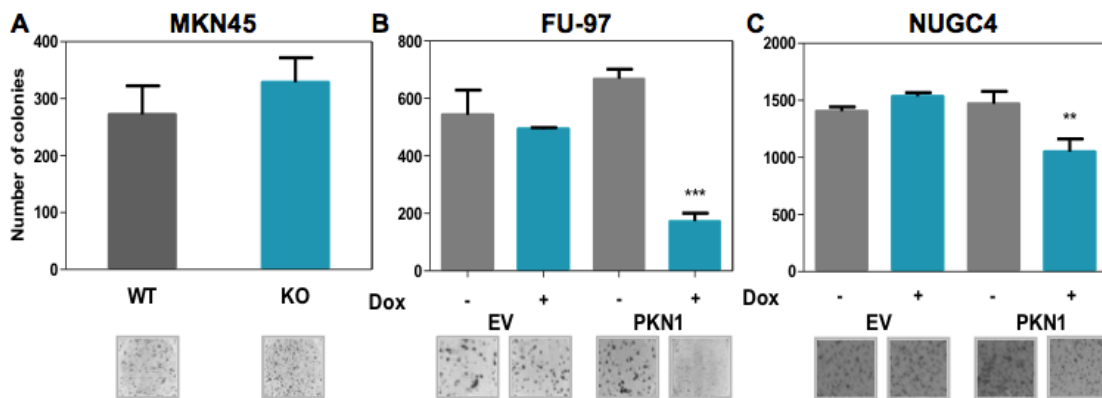 A MKN45
B FU-97
C NUGC4
Number of colonies
400
300
200
100
0
WT KO
800
600
400
200
0
***
Dox - + - +
EV PKN1
2000
1500
1000
500
0
**
Dox - + - +
EV PKN1